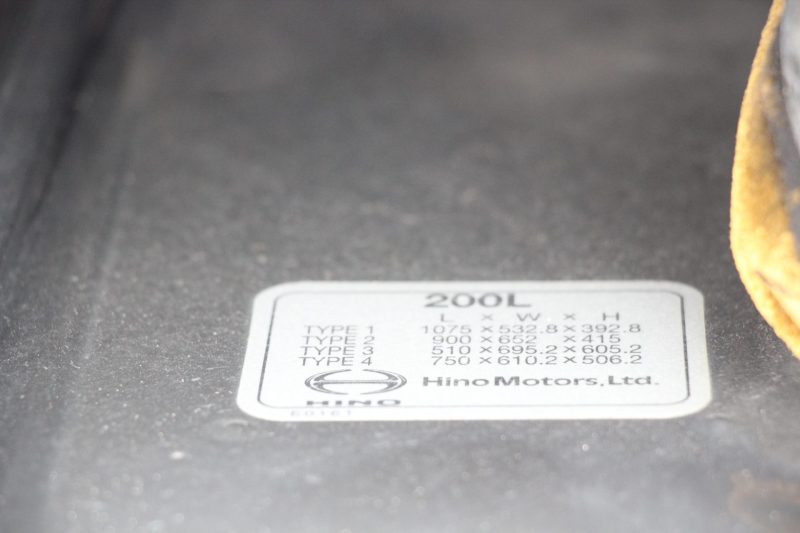 200L
L x W x H
TYPE 1 1075 x 532.8 x 392.8
TYPE 2 900 x 652 x 415
TYPE 3 510 x 695.2 x 605.2
TYPE 4 750 x 610.2 x 506.2
HINO Hino Motors, Ltd.